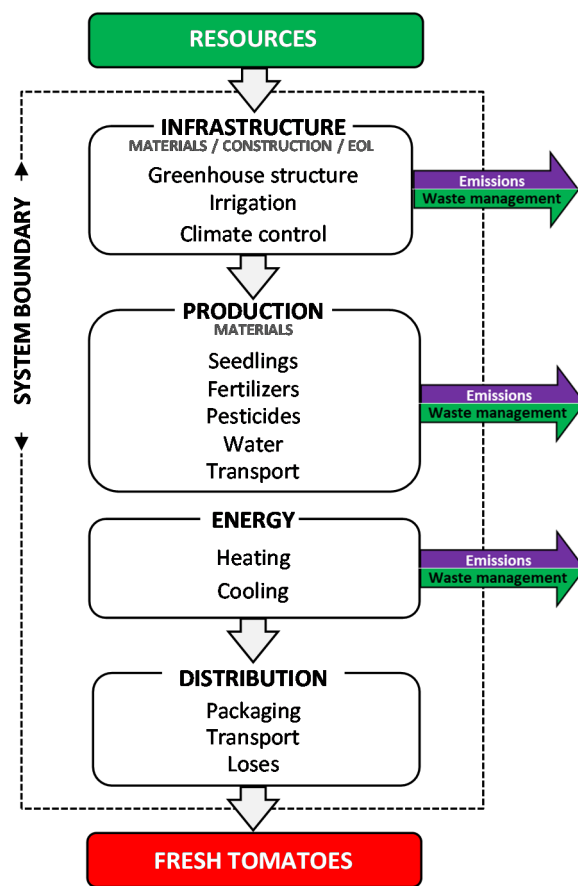 RESOURCES
INFRASTRUCTURE
MATERIALS / CONSTRUCTION / EOL
Greenhouse structure
Irrigation
Climate control
Emissions
Waste management
SYSTEM BOUNDARY
PRODUCTION
MATERIALS
Seedlings
Fertilizers
Pesticides
Water
Transport
Emissions
Waste management
ENERGY
Heating
Cooling
Emissions
Waste management
DISTRIBUTION
Packaging
Transport
Loses
FRESH TOMATOES